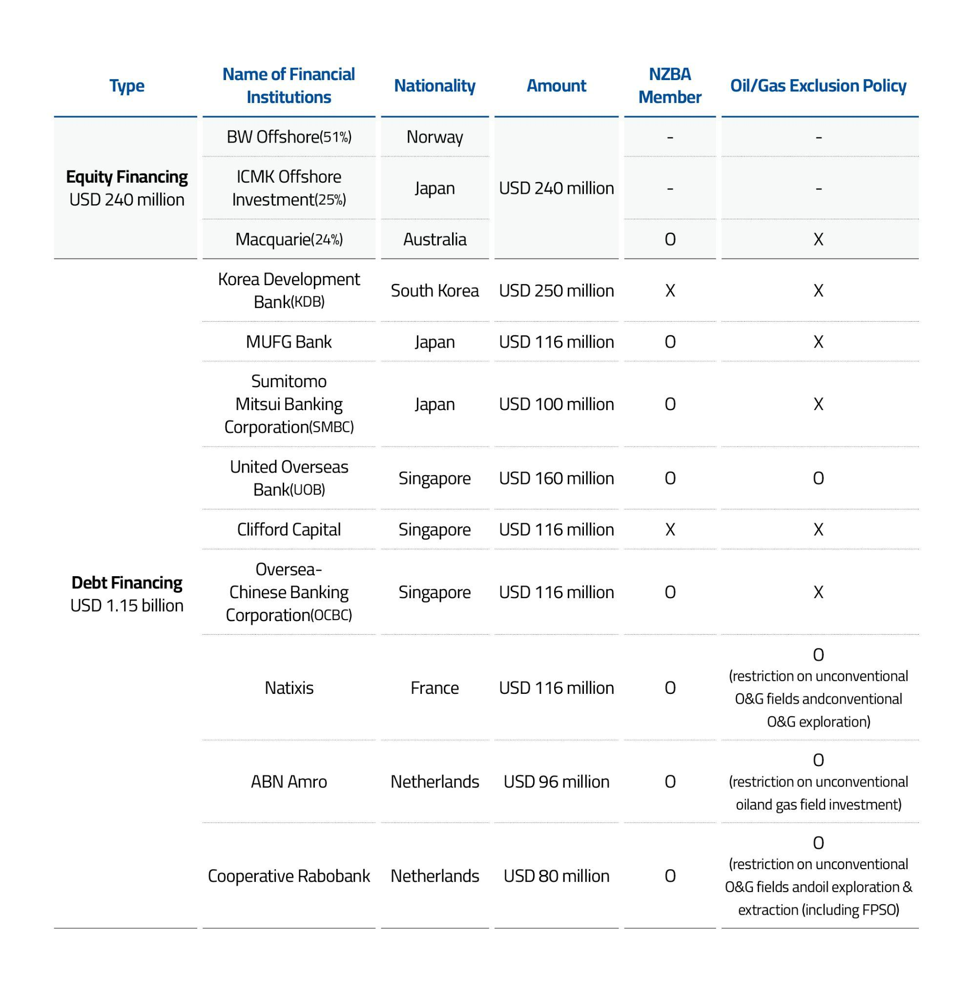 Type
Name of Financial
Institutions
Nationality
Amount
NZBA
Member
Oil/Gas Exclusion Policy
Equity Financing
USD 240 million
BW Offshore(51%)
Norway
USD 240 million
-
-
ICMK Offshore
Investment(25%)
Japan
-
-
Macquarie(24%)
Australia
O
X
Debt Financing
USD 1.15 billion
Korea Development
Bank(KDB)
South Korea
USD 250 million
X
X
MUFG Bank
Japan
USD 116 million
O
X
Sumitomo
Mitsui Banking
Corporation(SMBC)
Japan
USD 100 million
O
X
United Overseas
Bank(UOB)
Singapore
USD 160 million
O
O
Clifford Capital
Singapore
USD 116 million
X
X
Oversea-
Chinese Banking
Corporation(OCBC)
Singapore
USD 116 million
O
X
Natixis
France
USD 116 million
O
O
(restriction on unconventional
O&G fields andconventional
O&G exploration)
ABN Amro
Netherlands
USD 96 million
O
O
(restriction on unconventional
oiland gas field investment)
Cooperative Rabobank
Netherlands
USD 80 million
O
O
(restriction on unconventional
O&G fields andoil exploration &
extraction (including FPSO)